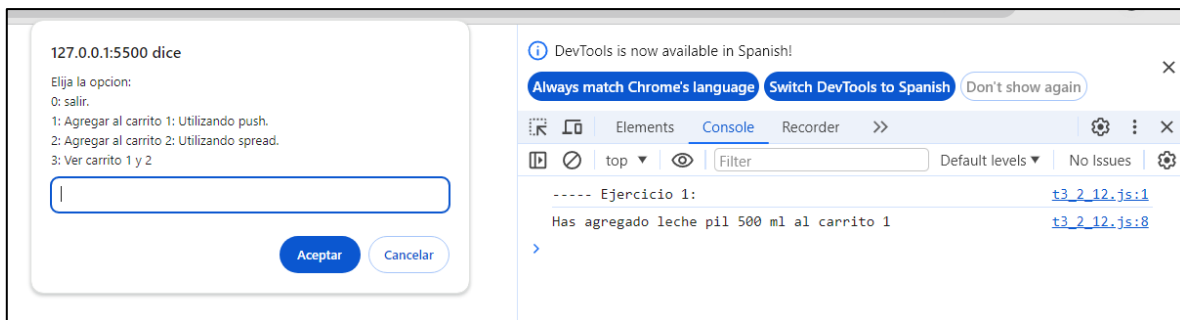 127.0.0.1:5500 dice
Elija la opcion:
0: salir.
1: Agregar al carrito 1: Utilizando push.
2: Agregar al carrito 2: Utilizando spread.
3: Ver carrito 1 y 2
Aceptar Cancelar
DevTools is now available in Spanish!
Always match Chrome's language Switch DevTools to Spanish Don't show again
Elements Console Recorder
top Filter Default levels No Issues
----- Ejercicio 1: t3_2_12.js:1
Has agregado leche pil 500 ml al carrito 1 t3_2_12.js:8